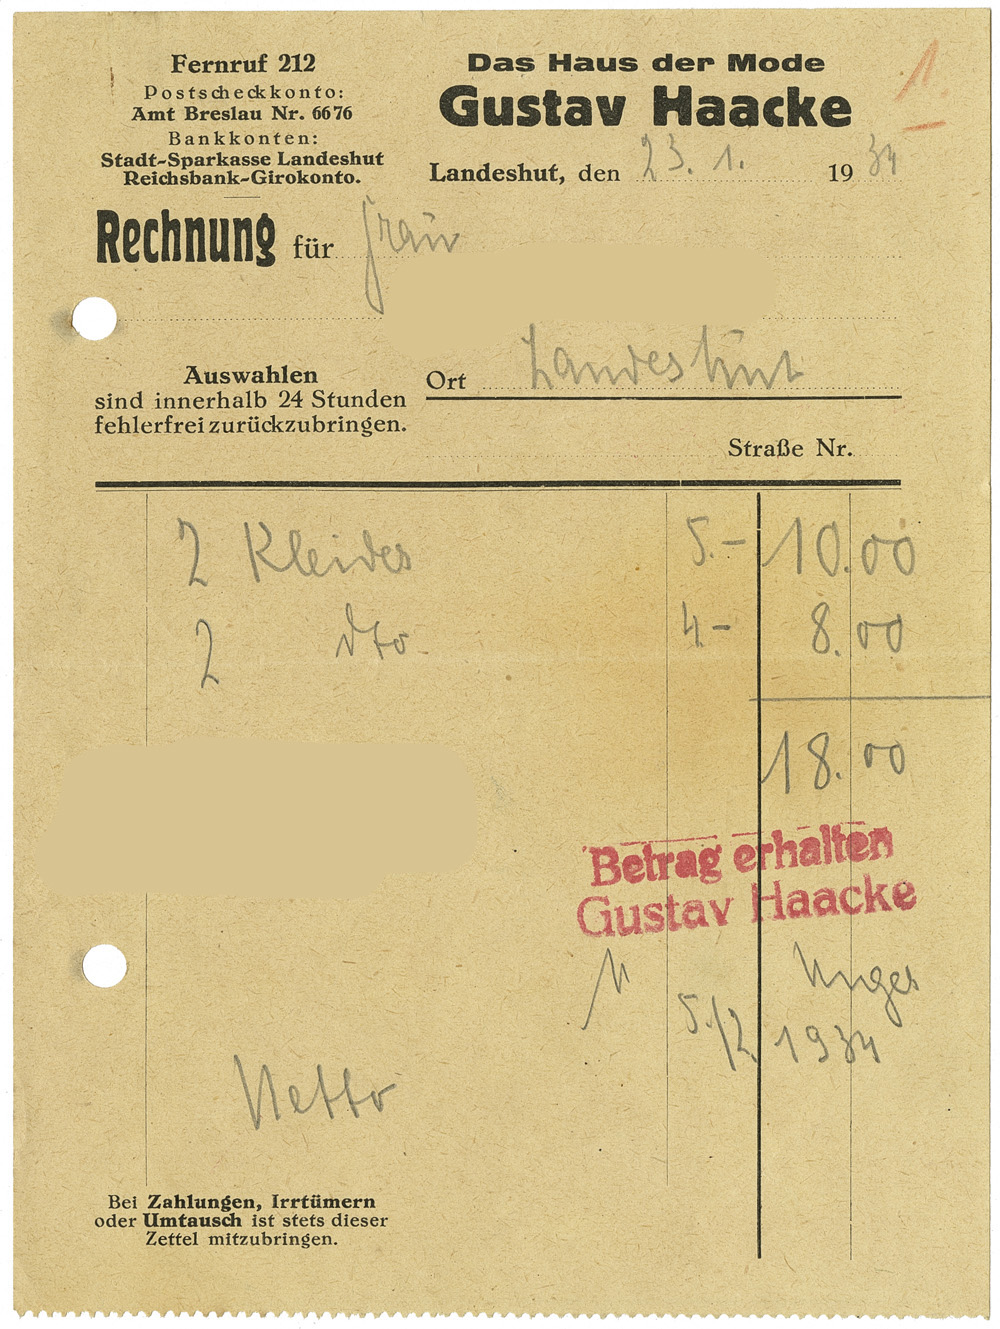 Fernruf 212
Postscheckkonto:
Amt Breslau Nr. 6676
Bankkonten:
Stadt-Sparkasse Landeshut
Reichsbank-Girokonto.
Das Haus der Mode
Gustav Haacke
1.
Landeshut, den 23. 1. 1934
Rechnung für Frau
Auswahlen
sind innerhalb 24 Stunden
fehlerfrei zurückzubringen.
Ort Landeshut
Straße Nr.
2 Kleider 5.- 10.00
2 dto. 4.- 8.00
18.00
Betrag erhalten
Gustav Haacke
5./2. 1934
Netto
Bei Zahlungen, Irrtümern
oder Umtausch ist stets dieser
Zettel mitzubringen.